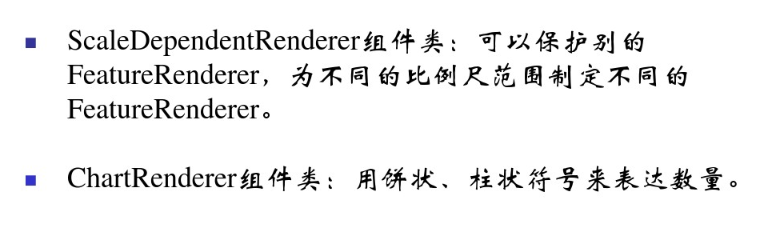 ScaleDependentRenderer组件类：可以保护别的
FeatureRenderer，为不同的比例尺范围制定不同的
FeatureRenderer。
ChartRenderer组件类：用饼状、柱状符号来表达数量。